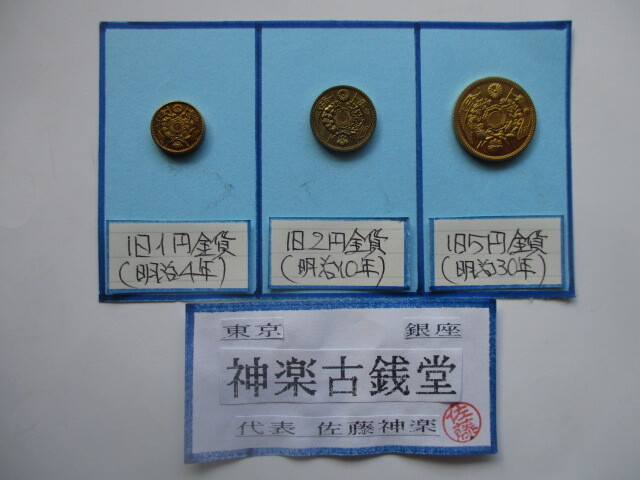 旧1円金貨
(明治4年)
旧2円金貨
(明治10年)
旧5円金貨
(明治30年)
東京 銀座
神楽古銭堂
代表 佐藤神楽
佐藤